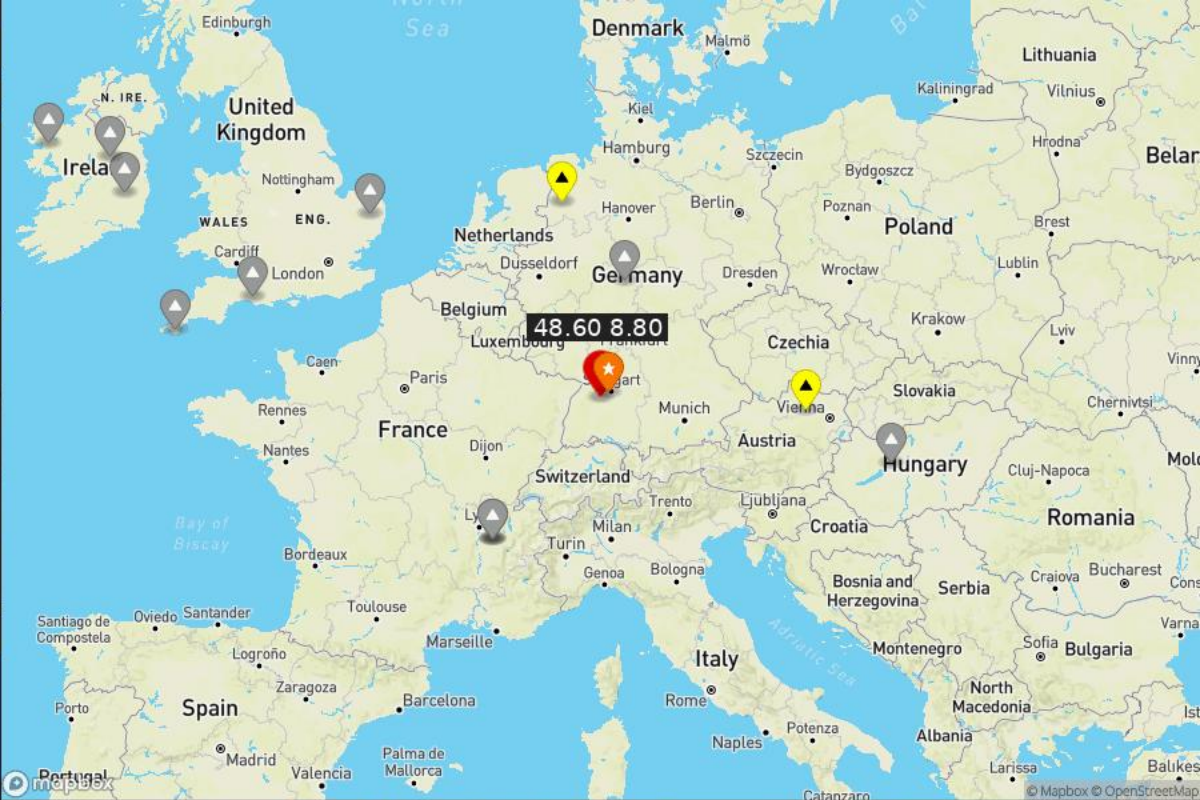 North
Sea
Edinburgh
Denmark
Malmö
Lithuania
Kaliningrad
Vilnius
N. IRE.
United
Kingdom
Kiel
Hamburg
Szczecin
Hrodna
Nottingham
Bydgoszcz
WALES
ENG.
Hanover
Berlin
Poznan
Poland
Brest
Netherlands
Cardiff
London
Dusseldorf
Germany
Dresden
Wrocław
Lublin
Belgium
Krakow
Lviv
48.60 8.80
Luxembourg
Frankfurt
Czechia
Caen
Paris
Slovakia
Chernivtsi
Rennes
France
Munich
Vienna
Nantes
Dijon
Austria
Switzerland
Hungary
Cluj-Napoca
Trento
Ljubljana
Milan
Croatia
Romania
Bay of
Biscay
Turin
Bordeaux
Genoa
Bologna
Bosnia and
Herzegovina
Serbia
Craiova
Bucharest
Santiago de
Compostela
Oviedo
Santander
Toulouse
Marseille
Adriatic Sea
Montenegro
Sofia
Bulgaria
Varna
Logroño
Zaragoza
Italy
Barcelona
Rome
North
Macedonia
Porto
Spain
Naples
Potenza
Albania
Madrid
Palma de
Mallorca
Portugal
Valencia
Larissa
mapbox
© Mapbox © OpenStreetMap